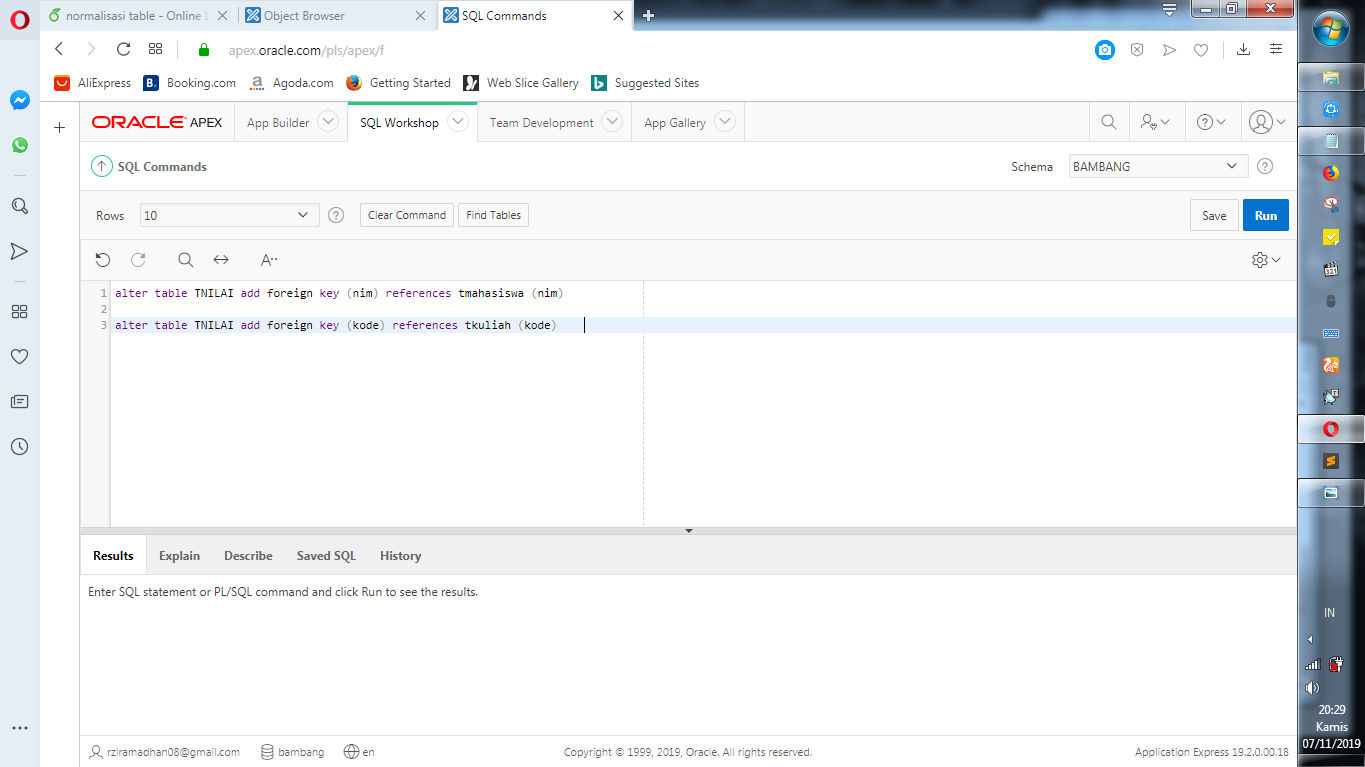 normalisasi table - Online L
Object Browser
SQL Commands
apex.oracle.com/pls/apex/f
AliExpress
Booking.com
Agoda.com
Getting Started
Web Slice Gallery
Suggested Sites
ORACLE APEX
App Builder
SQL Workshop
Team Development
App Gallery
SQL Commands
Schema
BAMBANG
Rows
10
Clear Command
Find Tables
Save
Run
1 alter table TNILAI add foreign key (nim) references tmahasiswa (nim)
2
3 alter table TNILAI add foreign key (kode) references tkuliah (kode)
Results
Explain
Describe
Saved SQL
History
Enter SQL statement or PL/SQL command and click Run to see the results.
rziramadhan08@gmail.com
bambang
en
Copyright © 1999, 2019, Oracle. All rights reserved.
Application Express 19.2.0.00.18
IN
20:29
Kamis
07/11/2019